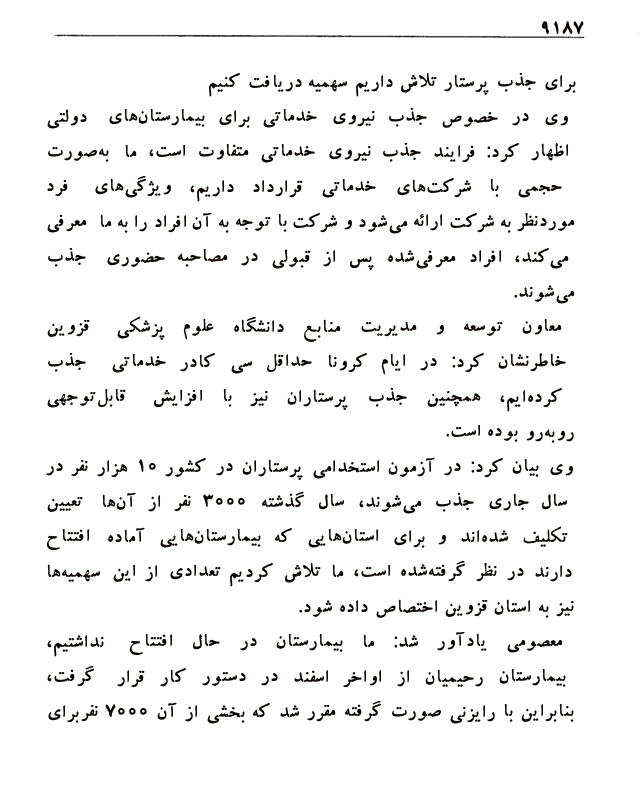 ۹۱۸۷
برای جذب پرستار تلاش داریم سهمیه دریافت کنیم
وی در خصوص جذب نیروی خدماتی برای بیمارستان‌های دولتی
اظهار کرد: فرایند جذب نیروی خدماتی متفاوت است، ما به‌صورت
حجمی با شرکت‌های خدماتی قرارداد داریم، ویژگی‌های فرد
موردنظر به شرکت ارائه می‌شود و شرکت با توجه به آن افراد را به ما معرفی
می‌کند، افراد معرفی‌شده پس از قبولی در مصاحبه حضوری جذب
می‌شوند.
معاون توسعه و مدیریت منابع دانشگاه علوم پزشکی قزوین
خاطرنشان کرد: در ایام کرونا حداقل سی کادر خدماتی جذب
کرده‌ایم، همچنین جذب پرستاران نیز با افزایش قابل‌توجهی
روبه‌رو بوده است.
وی بیان کرد: در آزمون استخدامی پرستاران در کشور ۱۰ هزار نفر در
سال جاری جذب می‌شوند، سال گذشته ۳۰۰۰ نفر از آن‌ها تعیین
تکلیف شده‌اند و برای استان‌هایی که بیمارستان‌هایی آماده افتتاح
دارند در نظر گرفته‌شده است، ما تلاش کردیم تعدادی از این سهمیه‌ها
نیز به استان قزوین اختصاص داده شود.
معصومی یادآور شد: ما بیمارستان در حال افتتاح نداشتیم،
بیمارستان رحیمیان از اواخر اسفند در دستور کار قرار گرفت،
بنابراین با رایزنی صورت گرفته مقرر شد که بخشی از آن ۷۰۰۰ نفربرای